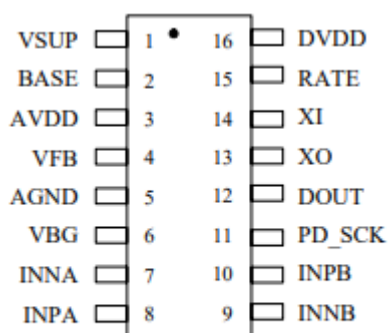 VSUP 1 16 DVDD
BASE 2 15 RATE
AVDD 3 14 XI
VFB 4 13 XO
AGND 5 12 DOUT
VBG 6 11 PD_SCK
INNA 7 10 INPB
INPA 8 9 INNB